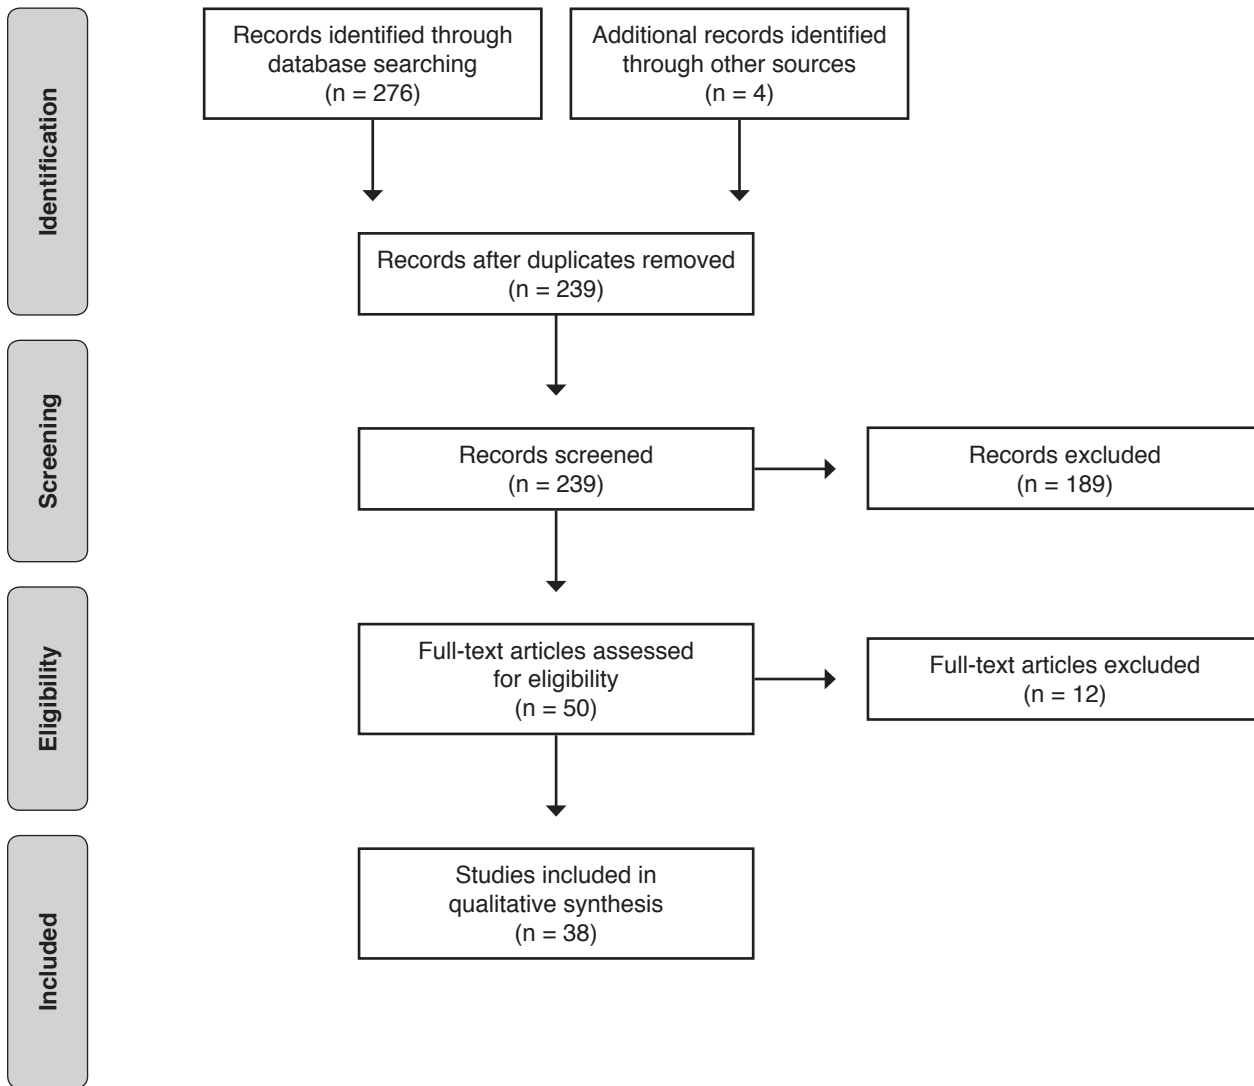 Identification
Records identified through
database searching
(n = 276)
Additional records identified
through other sources
(n = 4)
Records after duplicates removed
(n = 239)
Screening
Records screened
(n = 239)
Records excluded
(n = 189)
Eligibility
Full-text articles assessed
for eligibility
(n = 50)
Full-text articles excluded
(n = 12)
Included
Studies included in
qualitative synthesis
(n = 38)